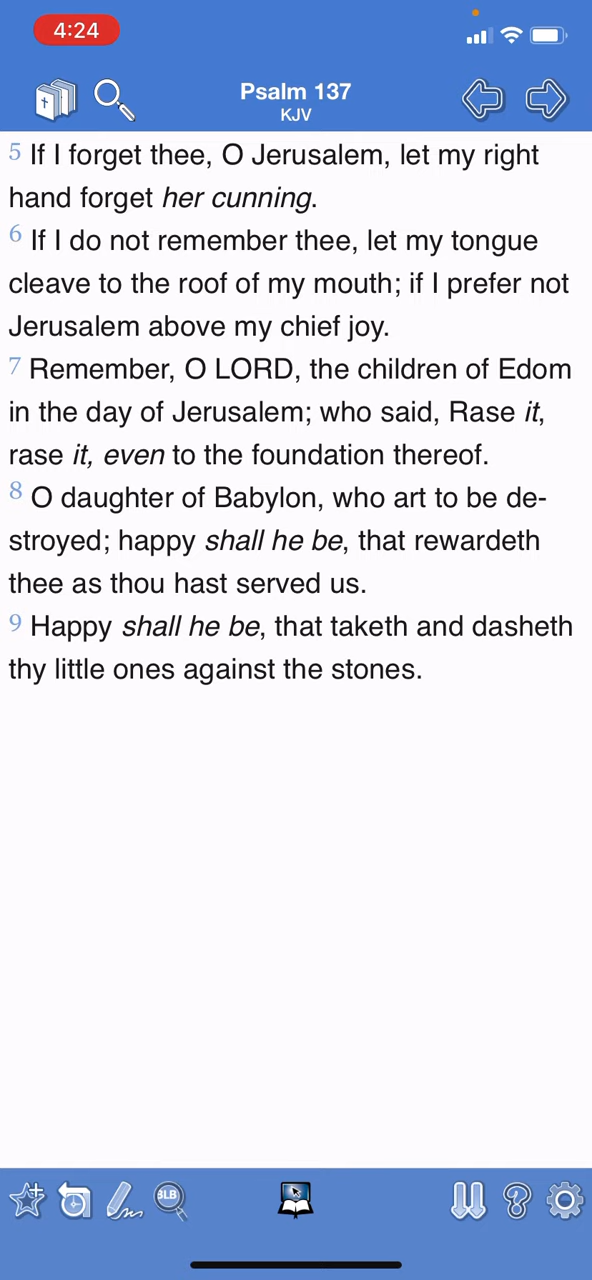 4:24
Psalm 137
KJV
5 If I forget thee, O Jerusalem, let my right
hand forget her cunning.
6 If I do not remember thee, let my tongue
cleave to the roof of my mouth; if I prefer not
Jerusalem above my chief joy.
7 Remember, O LORD, the children of Edom
in the day of Jerusalem; who said, Rase it,
rase it, even to the foundation thereof.
8 O daughter of Babylon, who art to be de-
stroyed; happy shall he be, that rewardeth
thee as thou hast served us.
9 Happy shall he be, that taketh and dasheth
thy little ones against the stones.
BLB